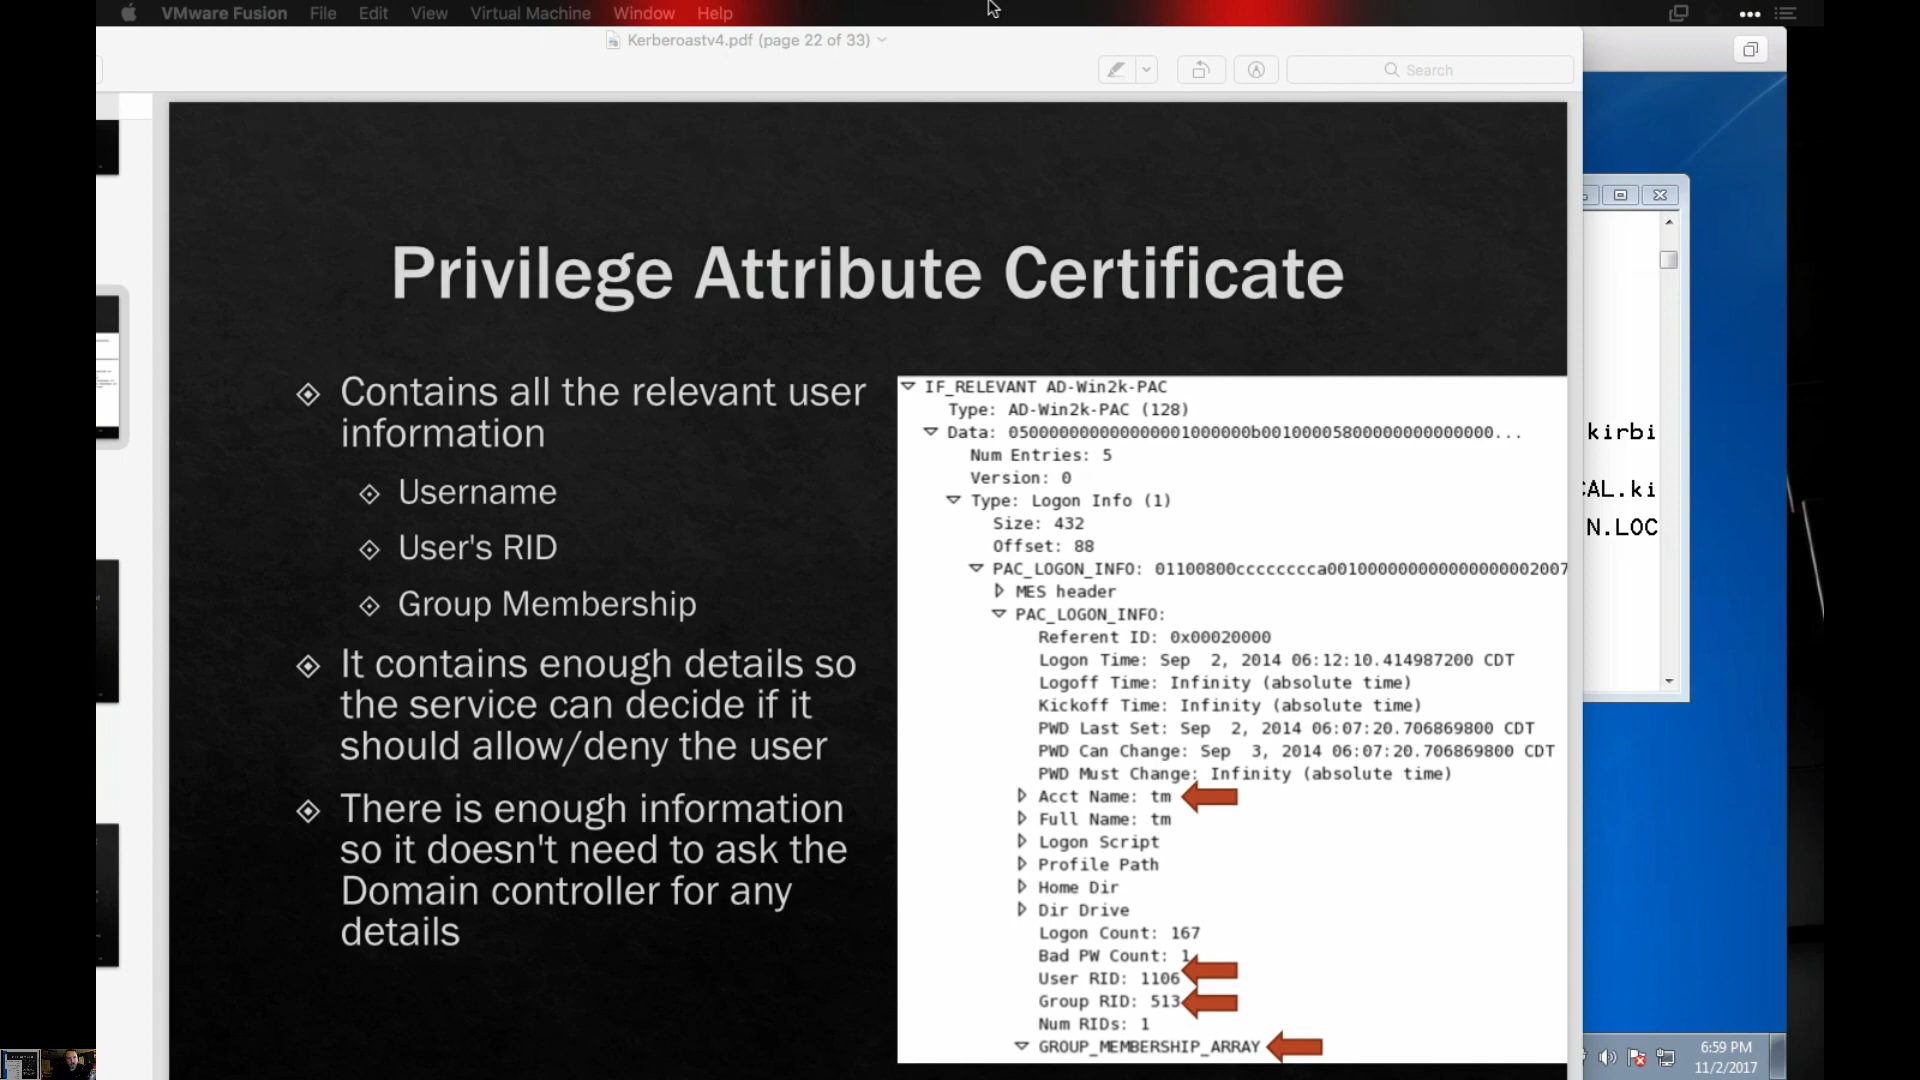 VMware Fusion File Edit View Virtual Machine Window Help
Kerberoastv4.pdf (page 22 of 33)
Search
Privilege Attribute Certificate
Contains all the relevant user
information
Username
User's RID
Group Membership
It contains enough details so
the service can decide if it
should allow/deny the user
There is enough information
so it doesn't need to ask the
Domain controller for any
details
IF_RELEVANT AD-Win2k-PAC
Type: AD-Win2k-PAC (128)
Data: 0500000000000000001000000b00100005800000000000000...
Num Entries: 5
Version: 0
Type: Logon Info (1)
Size: 432
Offset: 88
PAC_LOGON_INFO: 01100800cccccccca00100000000000000002007
MES header
PAC_LOGON_INFO:
Referent ID: 0x00020000
Logon Time: Sep 2, 2014 06:12:10.414987200 CDT
Logoff Time: Infinity (absolute time)
Kickoff Time: Infinity (absolute time)
PWD Last Set: Sep 2, 2014 06:07:20.706869800 CDT
PWD Can Change: Sep 3, 2014 06:07:20.706869800 CDT
PWD Must Change: Infinity (absolute time)
Acct Name: tm
Full Name: tm
Logon Script
Profile Path
Home Dir
Dir Drive
Logon Count: 167
Bad PW Count: 1
User RID: 1106
Group RID: 513
Num RIDs: 1
GROUP_MEMBERSHIP_ARRAY
kirbi
CAL.ki
N.LOC
6:59 PM
11/2/2017